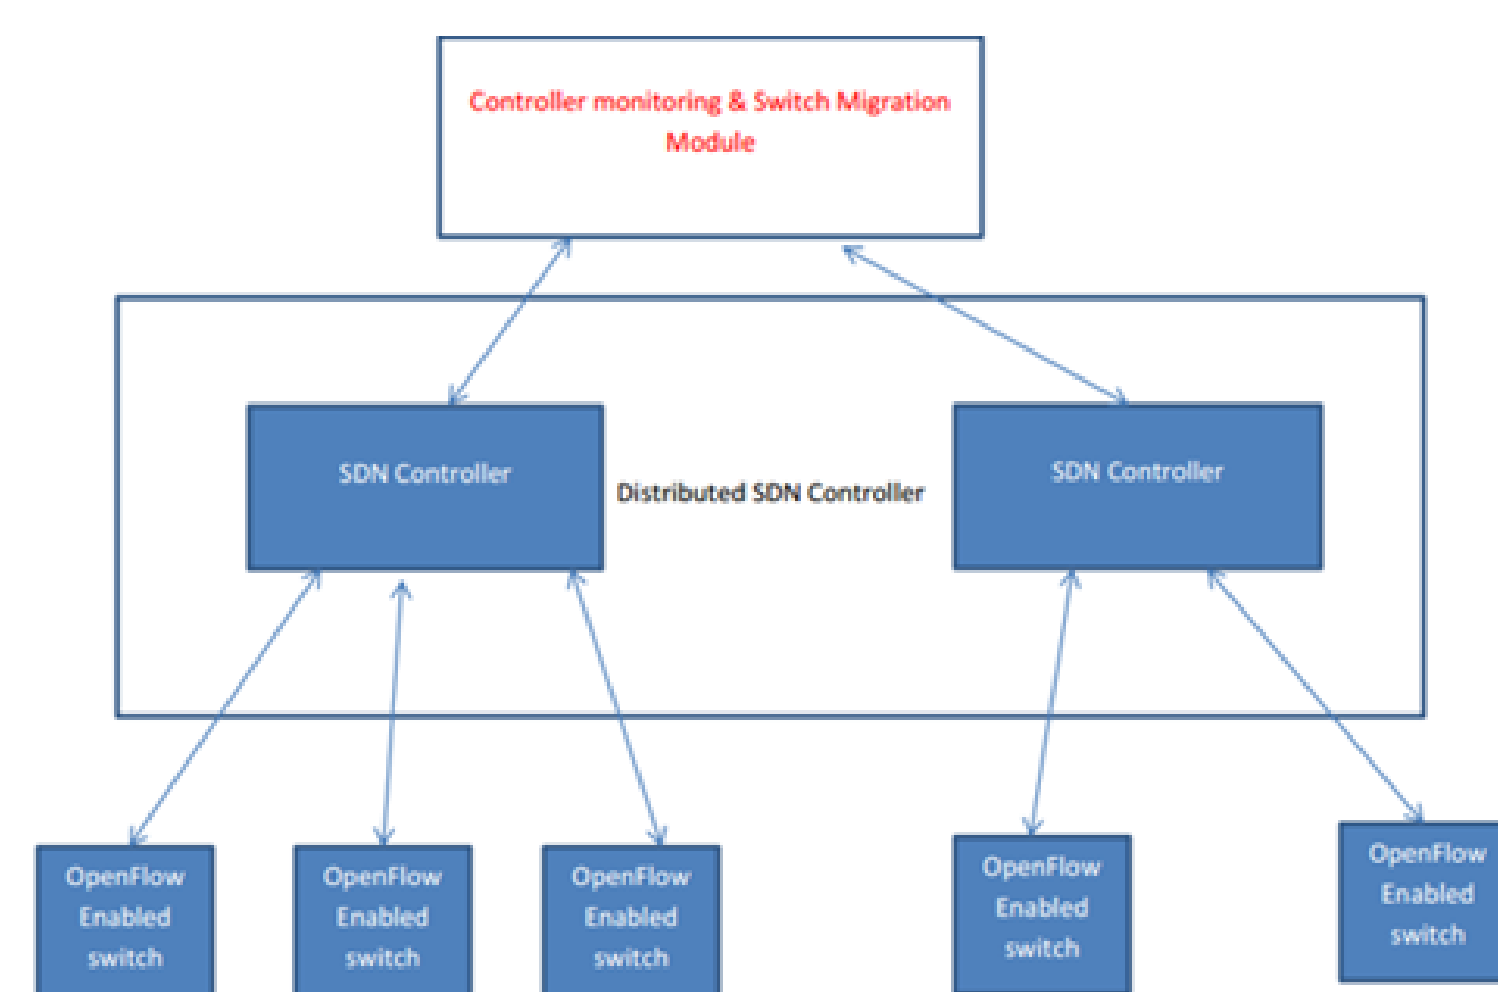 Controller monitoring & Switch Migration
Module
SDN Controller
Distributed SDN Controller
SDN Controller
OpenFlow
Enabled
switch
OpenFlow
Enabled
switch
OpenFlow
Enabled
switch
OpenFlow
Enabled
switch
OpenFlow
Enabled
switch